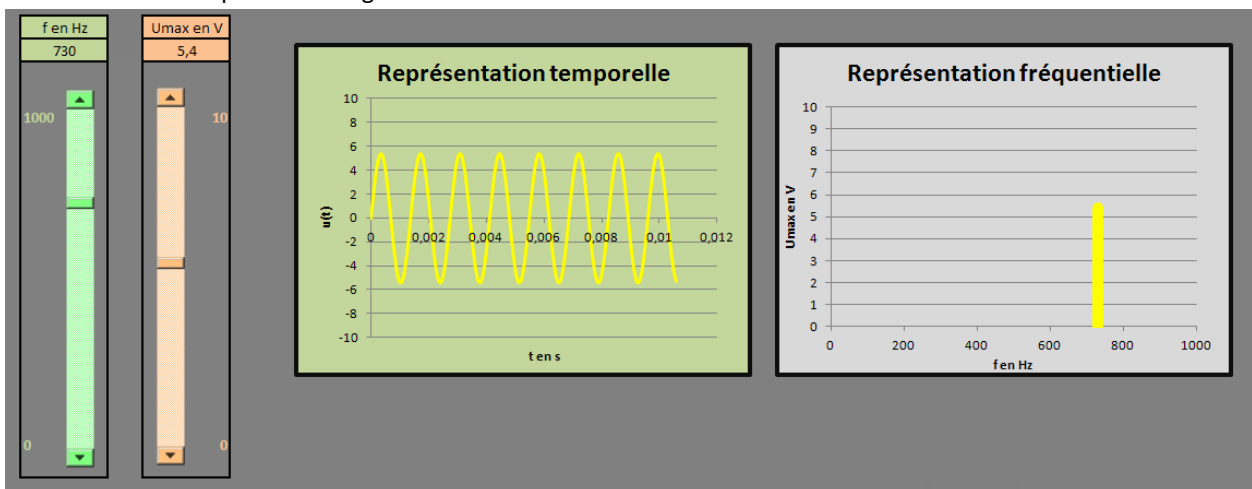 f en Hz
730
1000
0
Umax en V
5,4
10
0
Représentation temporelle
10
8
6
4
2
0
-2
-4
-6
-8
-10
0 0,002 0,004 0,006 0,008 0,01 0,012
u(t)
t en s
Représentation fréquentielle
10
9
8
7
6
5
4
3
2
1
0
0 200 400 600 800 1000
Umax en V
f en Hz